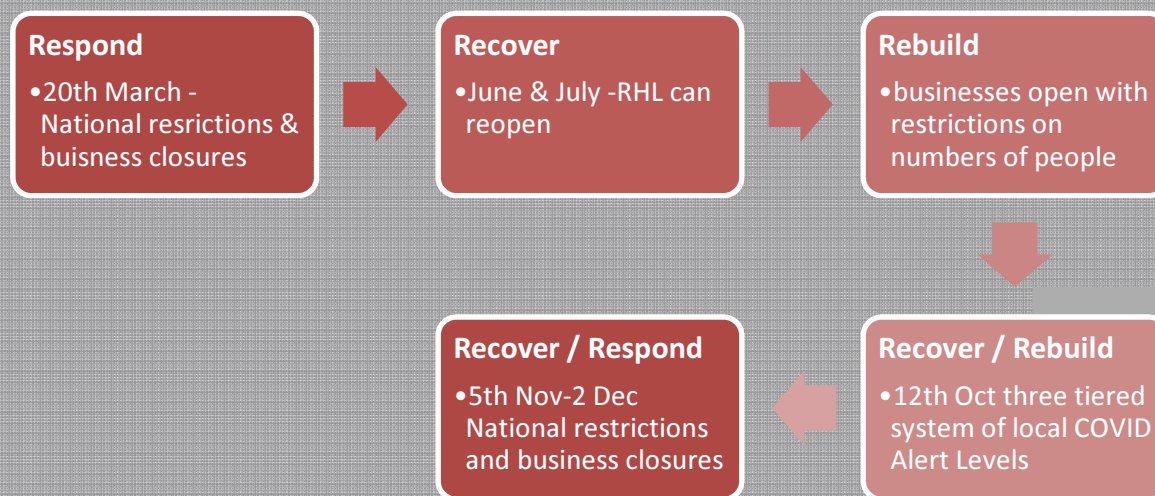 Respond
•20th March -
National resrictions &
buisness closures
Recover
•June & July -RHL can
reopen
Rebuild
•businesses open with
restrictions on
numbers of people
Recover / Rebuild
•12th Oct three tiered
system of local COVID
Alert Levels
Recover / Respond
•5th Nov-2 Dec
National restrictions
and business closures